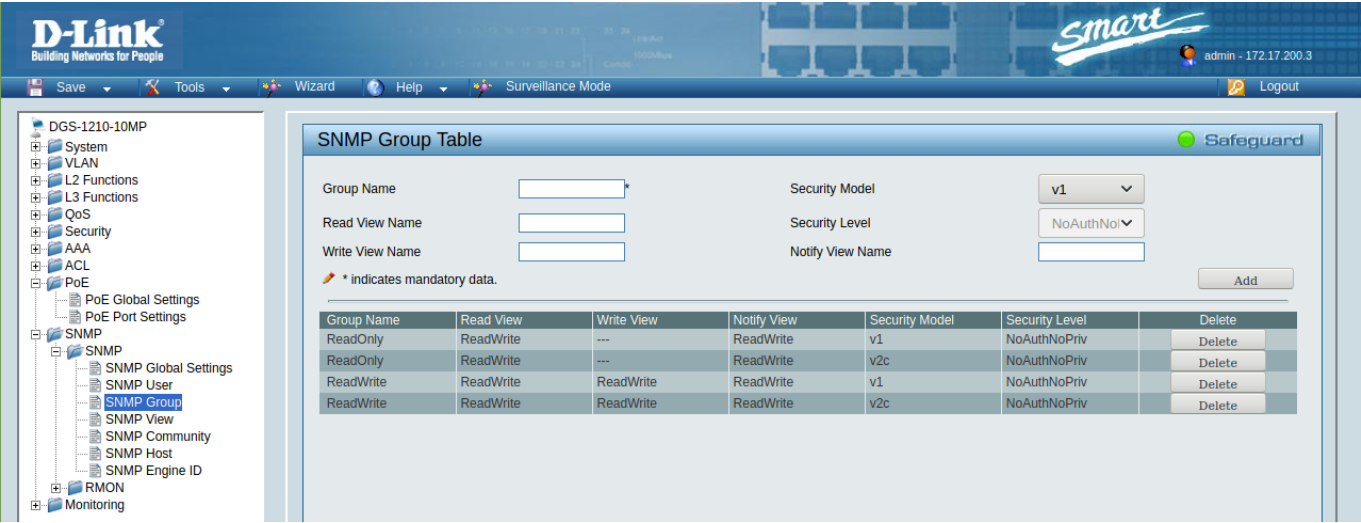 D-Link
Building Networks for People
smart
admin - 172.17.200.3
Save Tools Wizard Help Surveillance Mode Logout
DGS-1210-10MP
System
VLAN
L2 Functions
L3 Functions
QoS
Security
AAA
ACL
PoE
PoE Global Settings
PoE Port Settings
SNMP
SNMP
SNMP Global Settings
SNMP User
SNMP Group
SNMP View
SNMP Community
SNMP Host
SNMP Engine ID
RMON
Monitoring
SNMP Group Table Safeguard
Group Name * Security Model v1
Read View Name Security Level NoAuthNo
Write View Name Notify View Name
* indicates mandatory data. Add
Group Name Read View Write View Notify View Security Model Security Level Delete
ReadOnly ReadWrite --- ReadWrite v1 NoAuthNoPriv Delete
ReadOnly ReadWrite --- ReadWrite v2c NoAuthNoPriv Delete
ReadWrite ReadWrite ReadWrite ReadWrite v1 NoAuthNoPriv Delete
ReadWrite ReadWrite ReadWrite ReadWrite v2c NoAuthNoPriv Delete